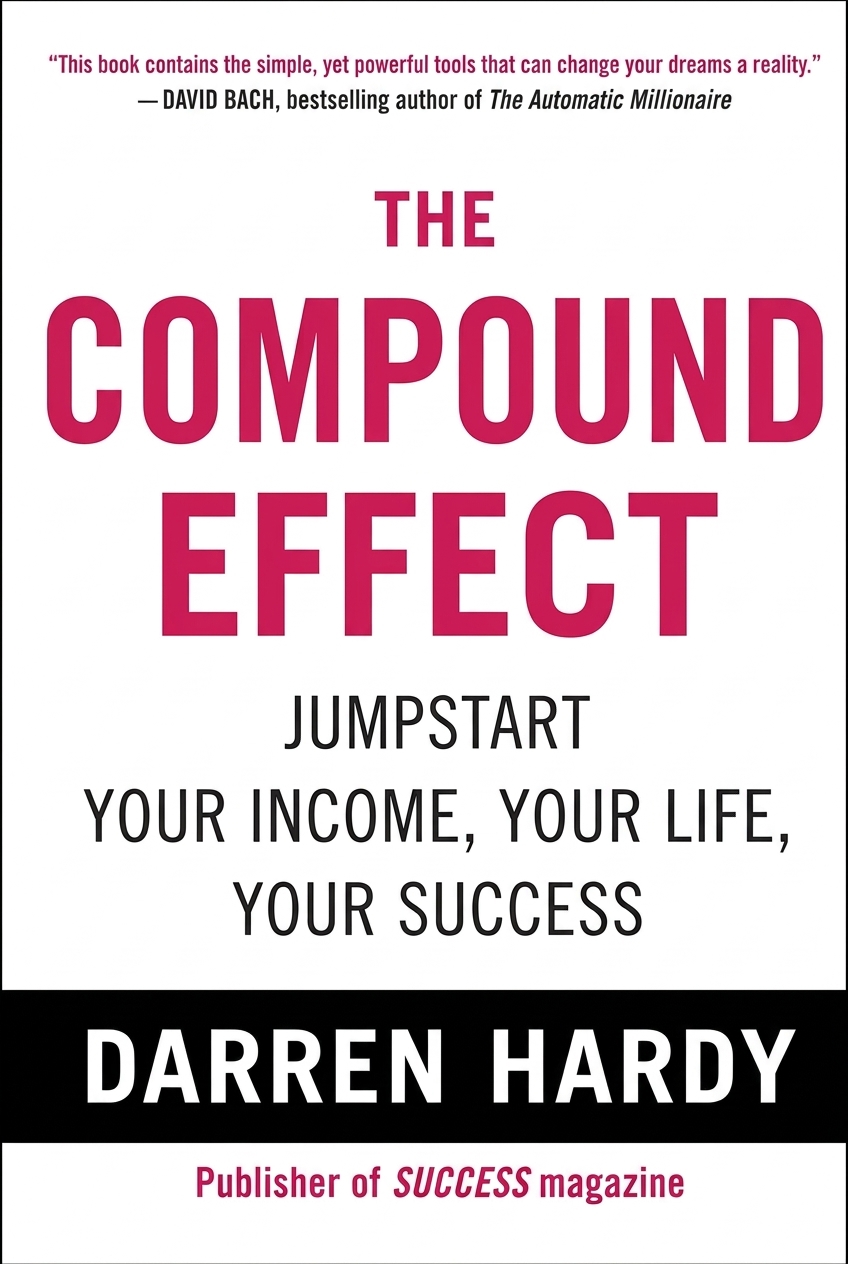 “This book contains the simple, yet powerful tools that can change your dreams a reality.”
— DAVID BACH, bestselling author of The Automatic Millionaire
THE
COMPOUND
EFFECT
JUMPSTART
YOUR INCOME, YOUR LIFE,
YOUR SUCCESS
DARREN HARDY
Publisher of SUCCESS magazine